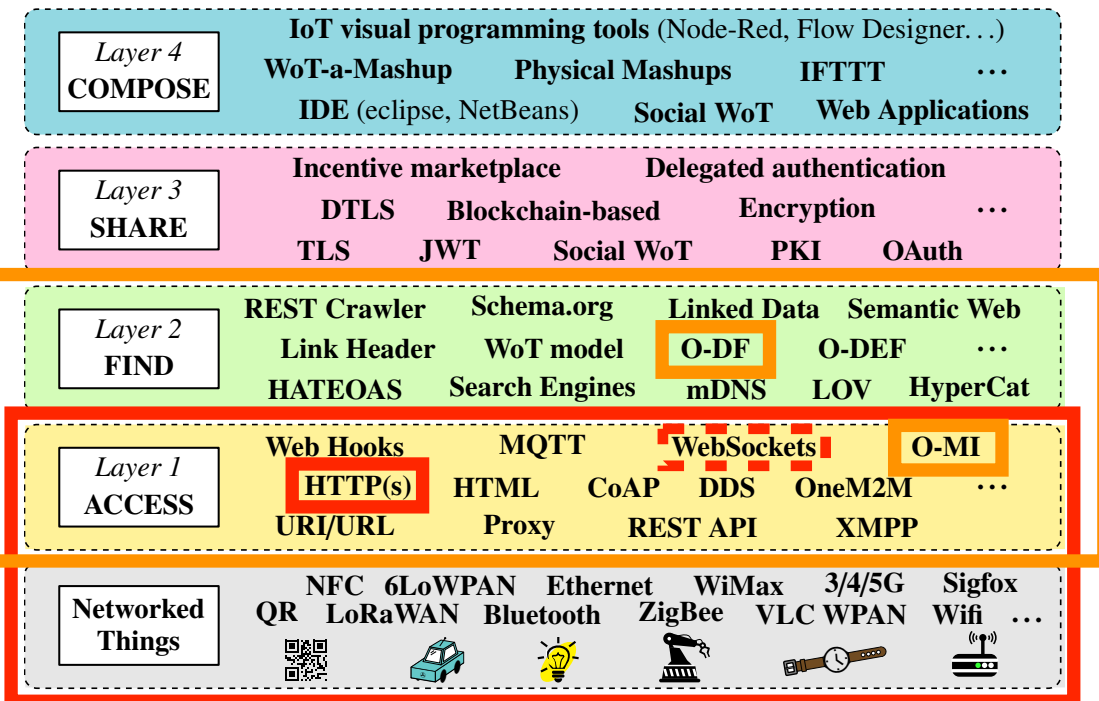 Layer 4
COMPOSE
IoT visual programming tools (Node-Red, Flow Designer...)
WoT-a-Mashup Physical Mashups IFTTT ...
IDE (eclipse, NetBeans) Social WoT Web Applications
Layer 3
SHARE
Incentive marketplace Delegated authentication
DTLS Blockchain-based Encryption ...
TLS JWT Social WoT PKI OAuth
Layer 2
FIND
REST Crawler Schema.org Linked Data Semantic Web
Link Header WoT model O-DF O-DEF ...
HATEOAS Search Engines mDNS LOV HyperCat
Layer 1
ACCESS
Web Hooks MQTT WebSockets O-MI
HTTP(s) HTML CoAP DDS OneM2M ...
URI/URL Proxy REST API XMPP
Networked
Things
NFC 6LoWPAN Ethernet WiMax 3/4/5G Sigfox
QR LoRaWAN Bluetooth ZigBee VLC WPAN Wifi ...